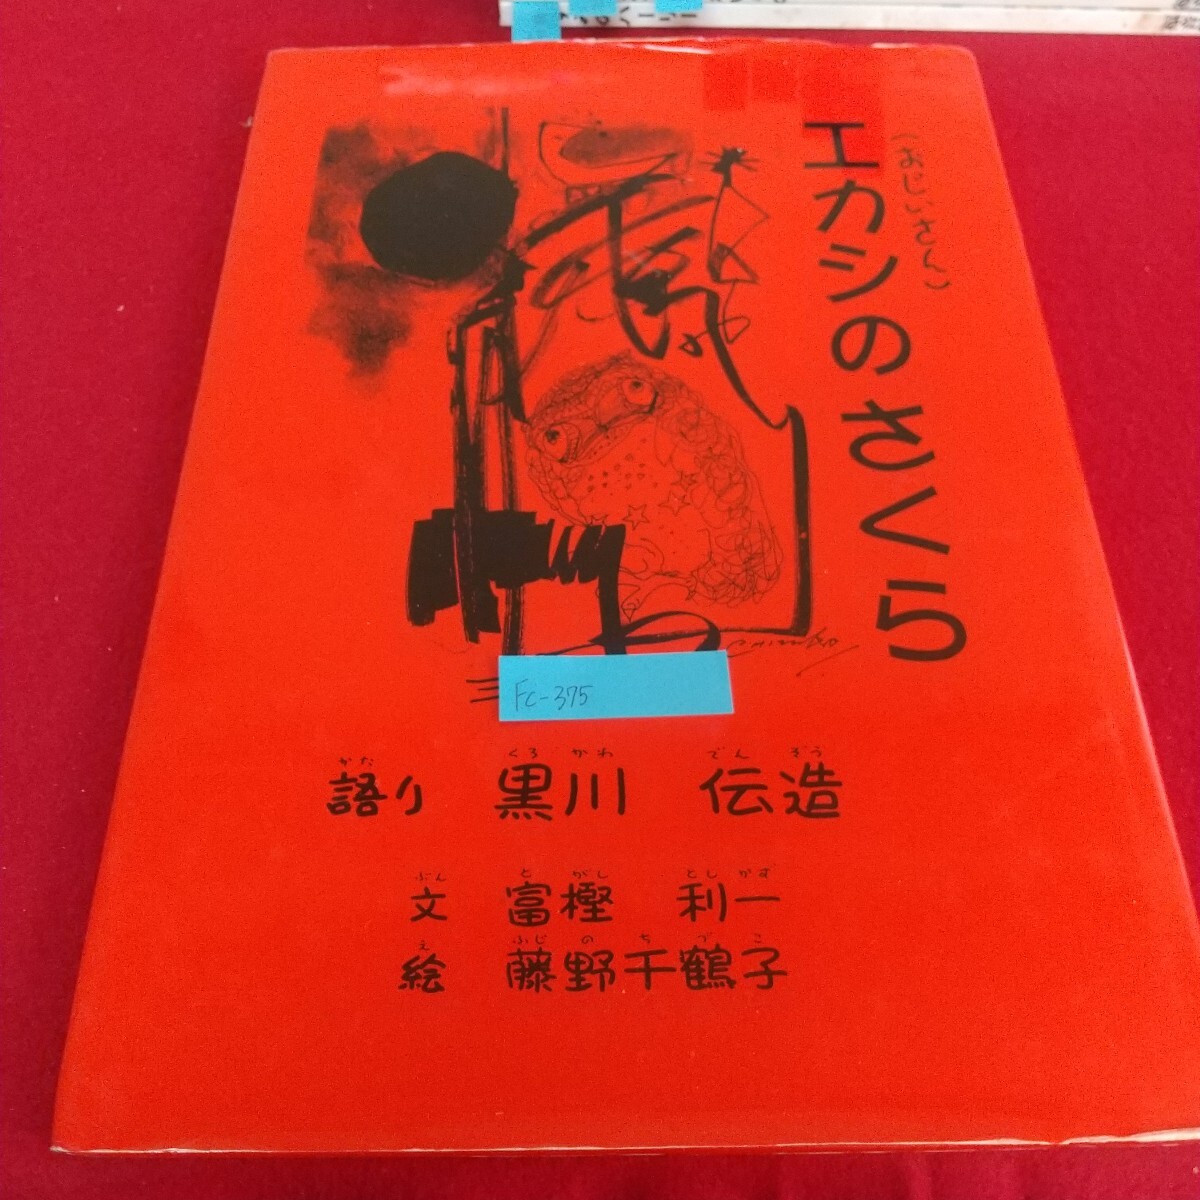 エカシのさくら
(おじいさん)
FC-375
かた くろ かわ でん ぞう
語り 黒川 伝造
ぶん と がし とし かず
文 富樫 利一
え ふじ の ち づ こ
絵 藤野千鶴子